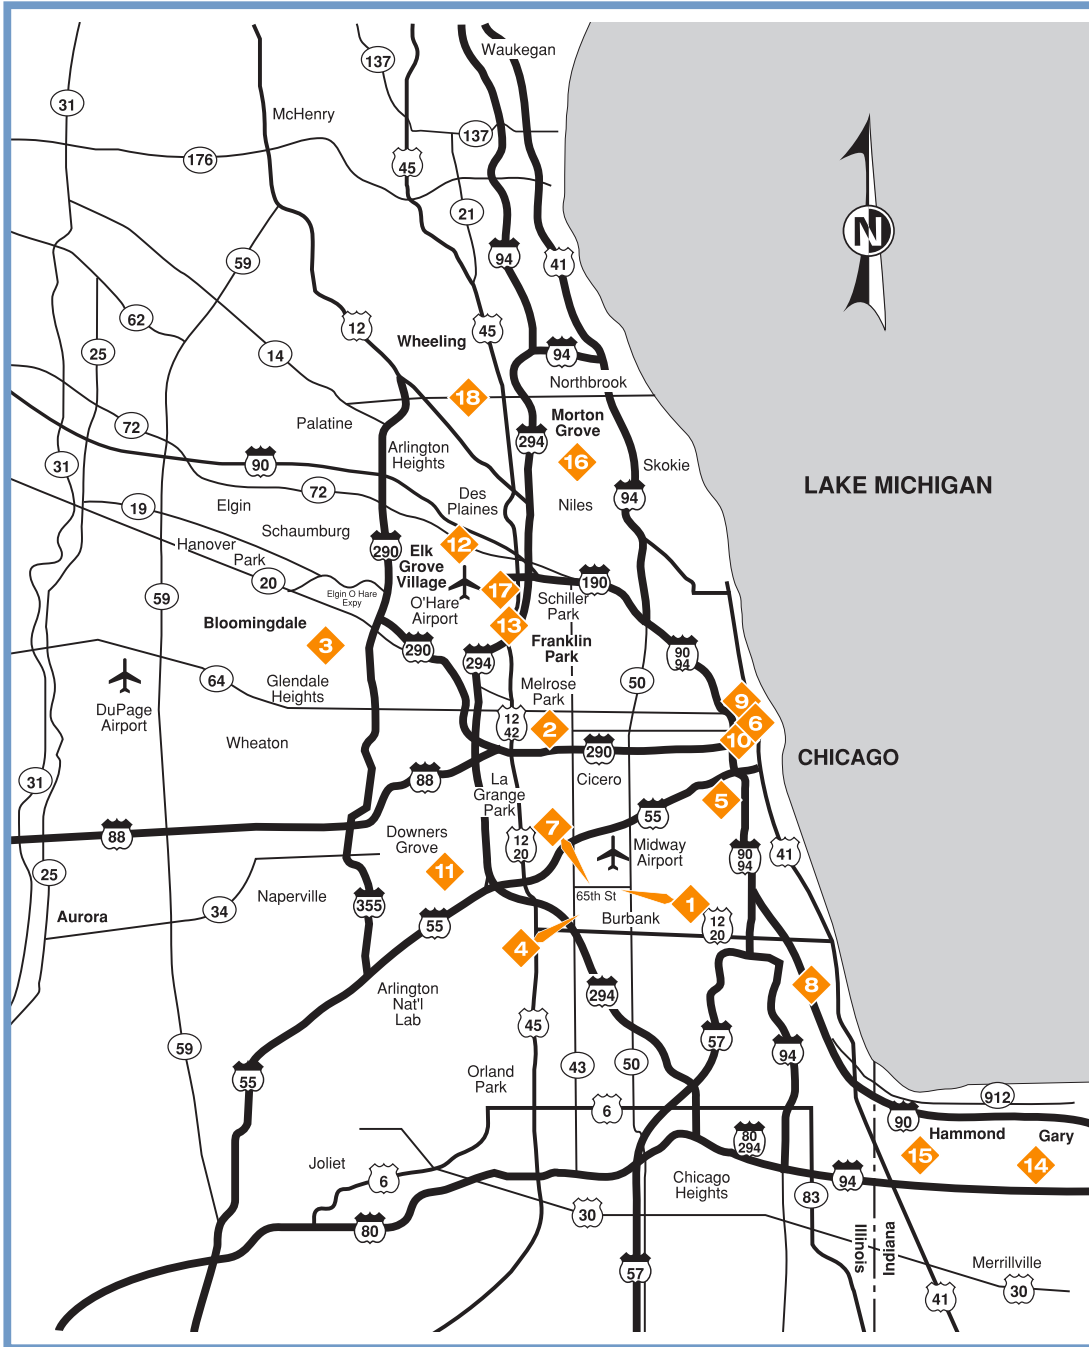 Waukegan
137
31
McHenry
137
176
45
21
N
94
41
59
62
12
45
Wheeling
25
14
94
Northbrook
18
Palatine
Morton
Grove
72
294
Arlington
Heights
16
31
90
Skokie
LAKE MICHIGAN
72
94
Des
Plaines
Niles
19
Elgin
Schaumburg
Hanover
Park
290
12
Elk
Grove
Village
20
190
17
59
Elgin O Hare
Expy
O'Hare
Airport
Schiller
Park
Bloomingdale
3
13
Franklin
Park
290
294
90
94
64
Glendale
Heights
50
Melrose
Park
9
DuPage
Airport
12
42
2
6
10
Wheaton
290
CHICAGO
31
88
La
Grange
Park
Cicero
5
55
88
7
Downers
Grove
12
20
Midway
Airport
90
94
41
25
11
Naperville
65th St
1
Aurora
34
355
55
Burbank
12
20
4
8
Arlington
Nat'l
Lab
294
45
57
94
59
55
43
50
Orland
Park
912
6
90
Hammond
Gary
80
294
15
14
Joliet
6
Chicago
Heights
94
83
30
80
Illinois
Indiana
57
Merrillville
30
41